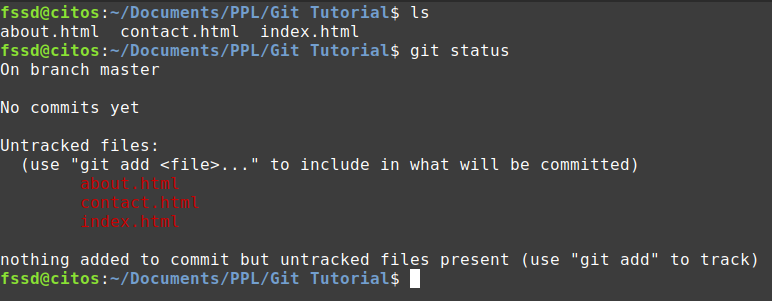 fssd@citos:~/Documents/PPL/Git Tutorial$ ls
about.html  contact.html  index.html
fssd@citos:~/Documents/PPL/Git Tutorial$ git status
On branch master
No commits yet
Untracked files:
  (use "git add <file>..." to include in what will be committed)
        about.html
        contact.html
        index.html
nothing added to commit but untracked files present (use "git add" to track)
fssd@citos:~/Documents/PPL/Git Tutorial$